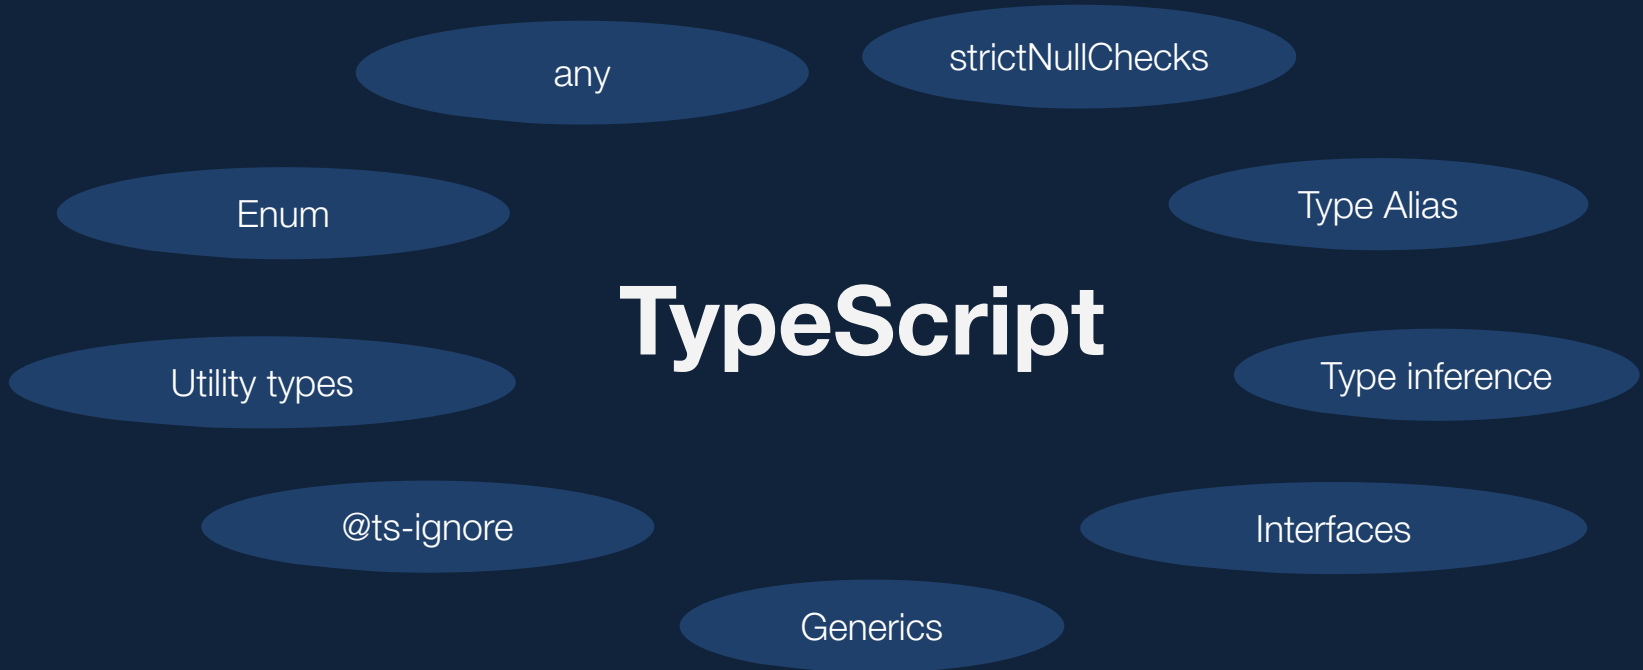 any
strictNullChecks
Enum
Type Alias
TypeScript
Utility types
Type inference
@ts-ignore
Interfaces
Generics